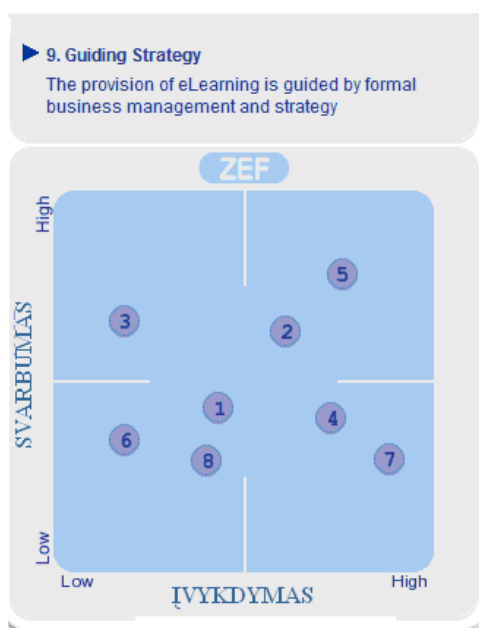 9. Guiding Strategy
The provision of eLearning is guided by formal
business management and strategy
ZEF
High
5
3
2
SVARBUMAS
1
4
6
8
7
Low
Low
High
ĮVYKDYMAS